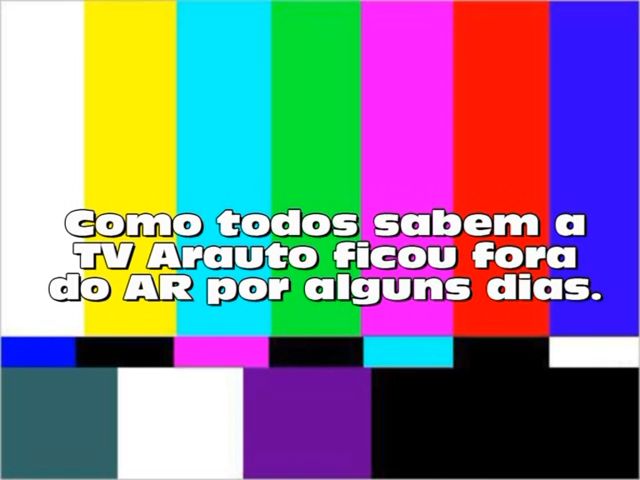 Como todos sabem a
TV Arauto ficou fora
do AR por alguns dias.